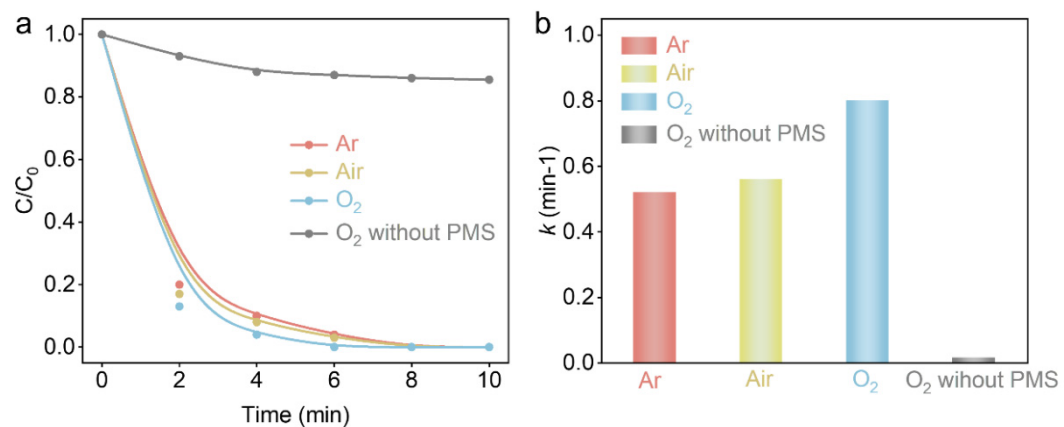 a
1.0
0.8
0.6
0.4
0.2
0.0
C/C₀
Ar
Air
O₂
O₂ without PMS
0
2
4
6
8
10
Time (min)
b
1.0
0.8
0.6
0.4
0.2
0.0
k (min-1)
Ar
Air
O₂
O₂ without PMS
Ar
Air
O₂
O₂ wihout PMS